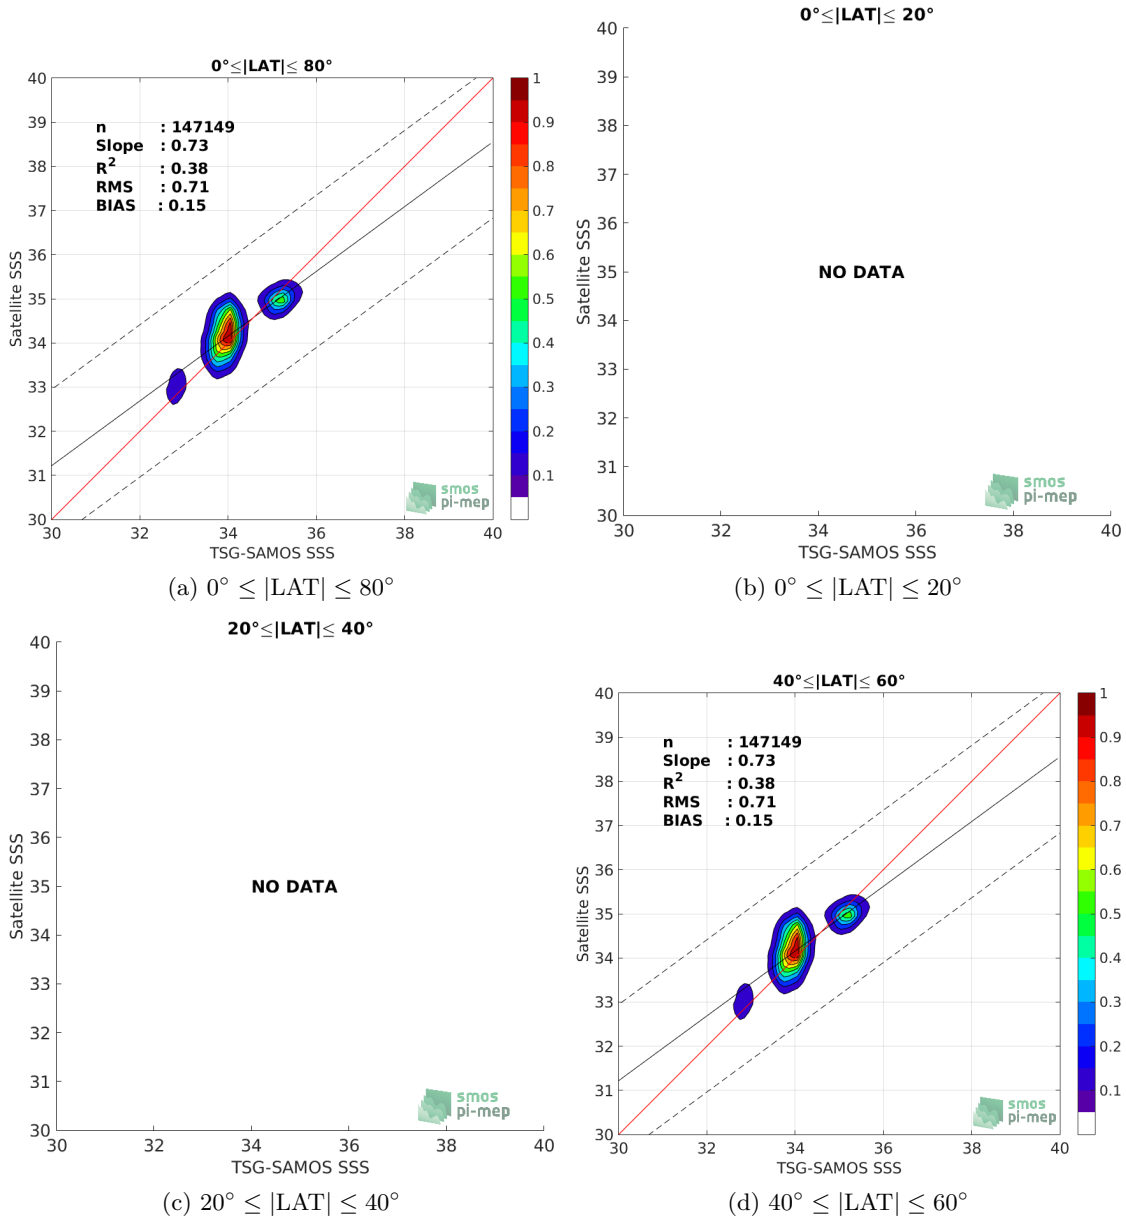 0°≤|LAT|≤ 80°
n : 147149
Slope : 0.73
R² : 0.38
RMS : 0.71
BIAS : 0.15
40
39
38
37
36
35
34
33
32
31
30
Satellite SSS
30 32 34 36 38 40
TSG-SAMOS SSS
1
0.9
0.8
0.7
0.6
0.5
0.4
0.3
0.2
0.1
smos
pi-mep
(a) 0° ≤ |LAT| ≤ 80°
0°≤|LAT|≤ 20°
40
39
38
37
36
35
34
33
32
31
30
Satellite SSS
NO DATA
30 32 34 36 38 40
TSG-SAMOS SSS
smos
pi-mep
(b) 0° ≤ |LAT| ≤ 20°
20°≤|LAT|≤ 40°
40
39
38
37
36
35
34
33
32
31
30
Satellite SSS
NO DATA
30 32 34 36 38 40
TSG-SAMOS SSS
smos
pi-mep
(c) 20° ≤ |LAT| ≤ 40°
40°≤|LAT|≤ 60°
n : 147149
Slope : 0.73
R² : 0.38
RMS : 0.71
BIAS : 0.15
40
39
38
37
36
35
34
33
32
31
30
Satellite SSS
30 32 34 36 38 40
TSG-SAMOS SSS
1
0.9
0.8
0.7
0.6
0.5
0.4
0.3
0.2
0.1
smos
pi-mep
(d) 40° ≤ |LAT| ≤ 60°